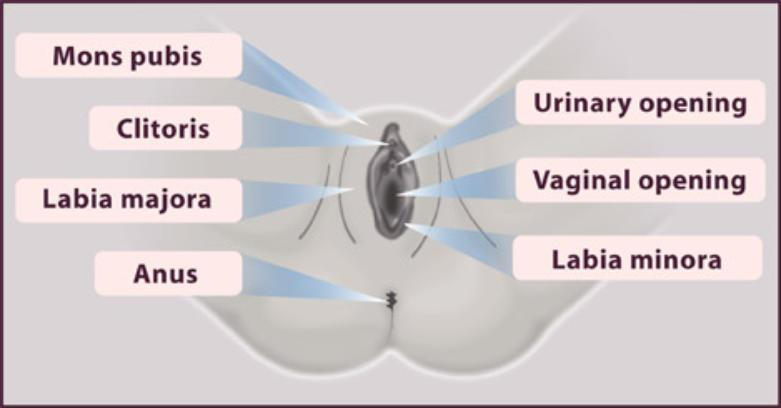 Mons pubis
Clitoris
Labia majora
Anus
Urinary opening
Vaginal opening
Labia minora